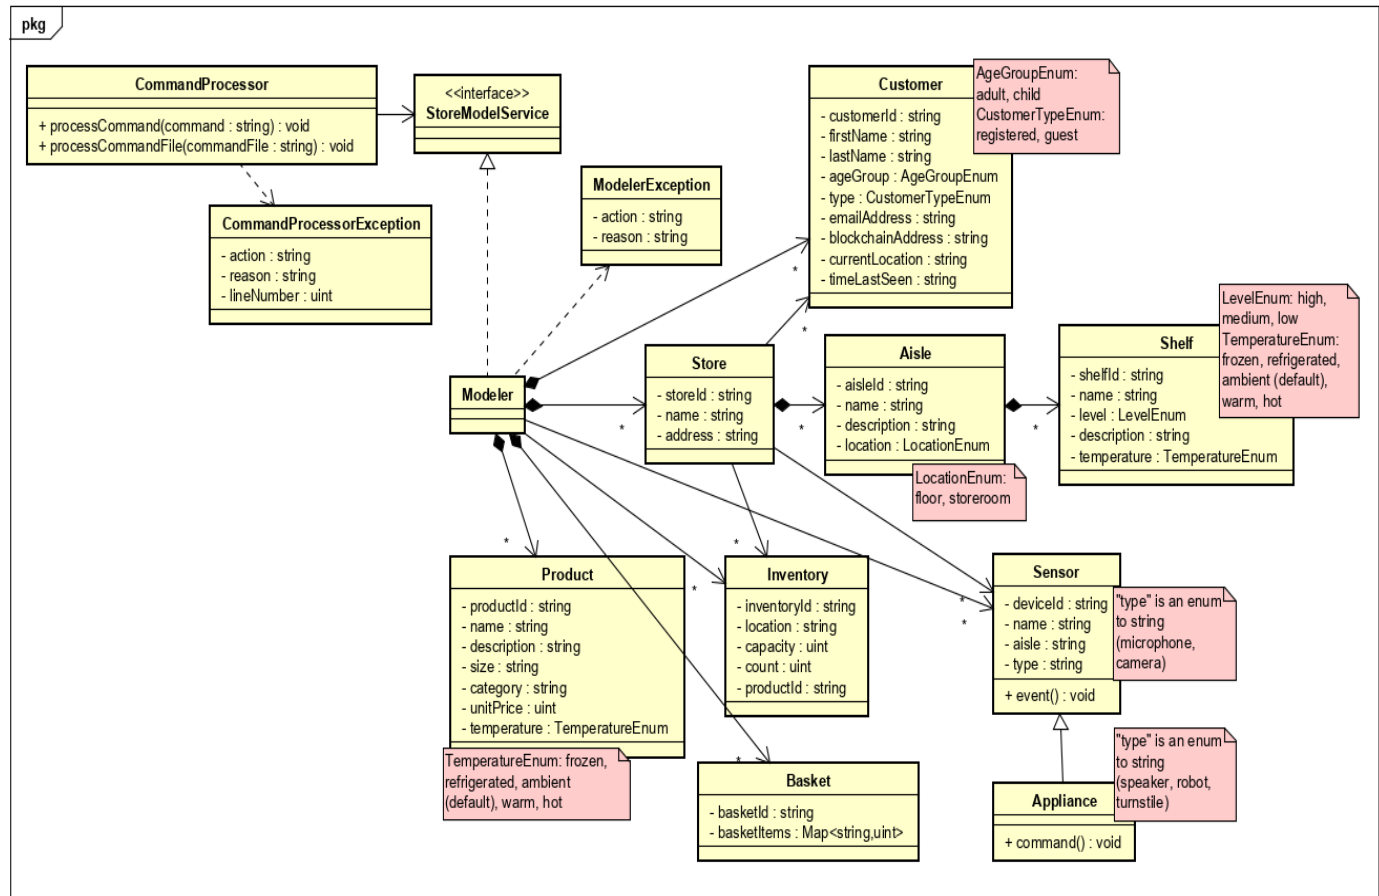 pkg
CommandProcessor
+ processCommand(command : string) : void
+ processCommandFile(commandFile : string) : void
<<interface>>
StoreModelService
CommandProcessorException
- action : string
- reason : string
- lineNumber : uint
ModelerException
- action : string
- reason : string
Customer
- customerId : string
- firstName : string
- lastName : string
- ageGroup : AgeGroupEnum
- type : CustomerTypeEnum
- emailAddress : string
- blockchainAddress : string
- currentLocation : string
- timeLastSeen : string
AgeGroupEnum:
adult, child
CustomerTypeEnum:
registered, guest
*
*
Modeler
Store
- storeId : string
- name : string
- address : string
*
Aisle
- aisleId : string
- name : string
- description : string
- location : LocationEnum
*
LocationEnum:
floor, storeroom
Shelf
- shelfId : string
- name : string
- level : LevelEnum
- description : string
- temperature : TemperatureEnum
*
LevelEnum: high,
medium, low
TemperatureEnum:
frozen, refrigerated,
ambient (default),
warm, hot
*
Product
- productId : string
- name : string
- description : string
- size : string
- category : string
- unitPrice : uint
- temperature : TemperatureEnum
TemperatureEnum: frozen,
refrigerated, ambient
(default), warm, hot
*
*
Inventory
- inventoryId : string
- location : string
- capacity : uint
- count : uint
- productId : string
*
Basket
- basketId : string
- basketItems : Map<string,uint>
*
*
Sensor
- deviceId : string
- name : string
- aisle : string
- type : string
+ event() : void
"type" is an enum
to string
(microphone,
camera)
Appliance
+ command() : void
"type" is an enum
to string
(speaker, robot,
turnstile)